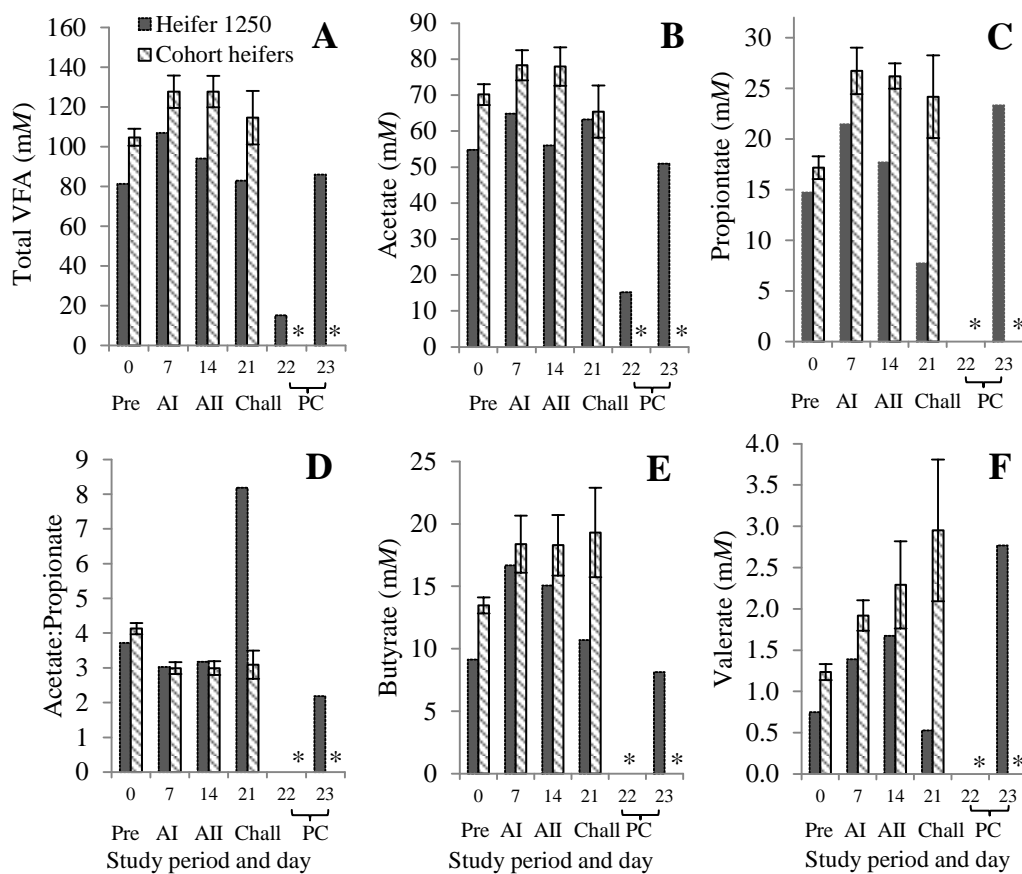 Heifer 1250
Cohort heifers
A
Total VFA (mM)
160
140
120
100
80
60
40
20
0
* *
0 7 14 21 22 23
Pre AI AII Chall PC
B
Acetate (mM)
90
80
70
60
50
40
30
20
10
0
* *
0 7 14 21 22 23
Pre AI AII Chall PC
C
Propiontate (mM)
30
25
20
15
10
5
0
* *
0 7 14 21 22 23
Pre AI AII Chall PC
D
Acetate:Propionate
9
8
7
6
5
4
3
2
1
0
* *
0 7 14 21 22 23
Pre AI AII Chall PC
Study period and day
E
Butyrate (mM)
25
20
15
10
5
0
* *
0 7 14 21 22 23
Pre AI AII Chall PC
Study period and day
F
Valerate (mM)
4.0
3.5
3.0
2.5
2.0
1.5
1.0
0.5
0.0
* *
0 7 14 21 22 23
Pre AI AII Chall PC
Study period and day